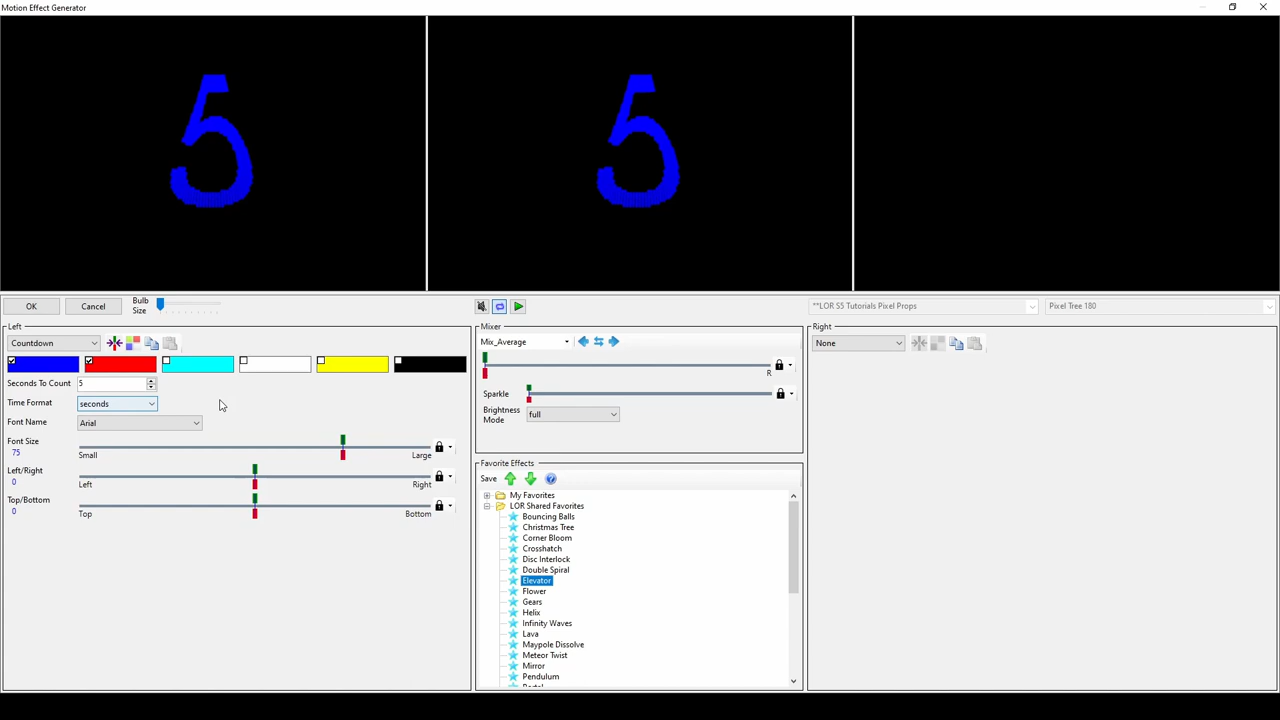 Motion Effect Generator
5
5
OK
Cancel
Bulb
Size
**LOR S5 Tutorials Pixel Props
Pixel Tree 180
Left
Countdown
Seconds To Count
5
Time Format
seconds
Font Name
Arial
Font Size
75
Small
Large
Left/Right
0
Left
Right
Top/Bottom
0
Top
Bottom
Mixer
Mix_Average
R
Sparkle
Brightness
Mode
full
Favorite Effects
Save
My Favorites
LOR Shared Favorites
Bouncing Balls
Christmas Tree
Corner Bloom
Crosshatch
Disc Interlock
Double Spiral
Elevator
Flower
Gears
Helix
Infinity Waves
Lava
Maypole Dissolve
Meteor Twist
Mirror
Pendulum
Right
None